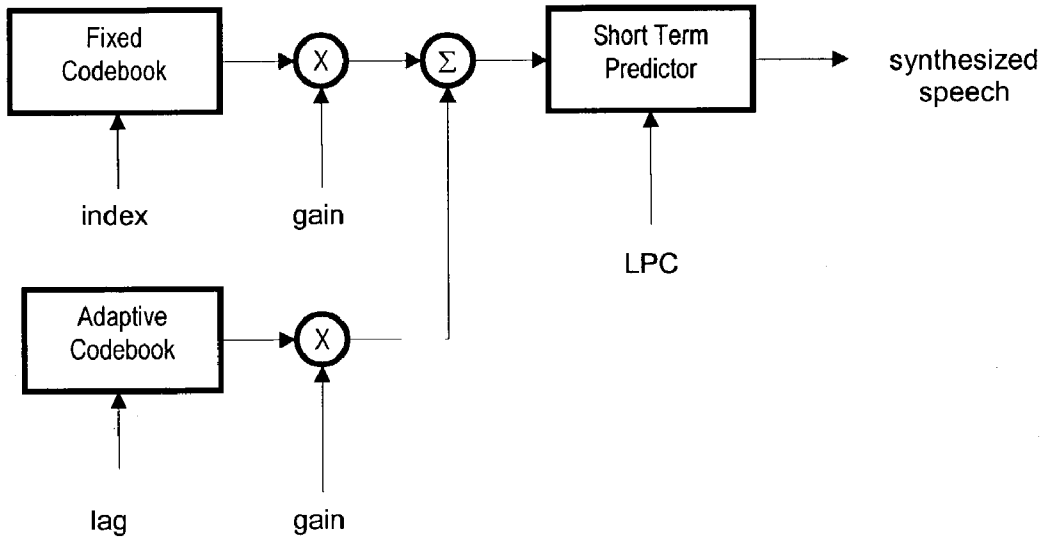 Fixed
Codebook
X
Σ
Short Term
Predictor
synthesized
speech
index
gain
LPC
Adaptive
Codebook
X
lag
gain